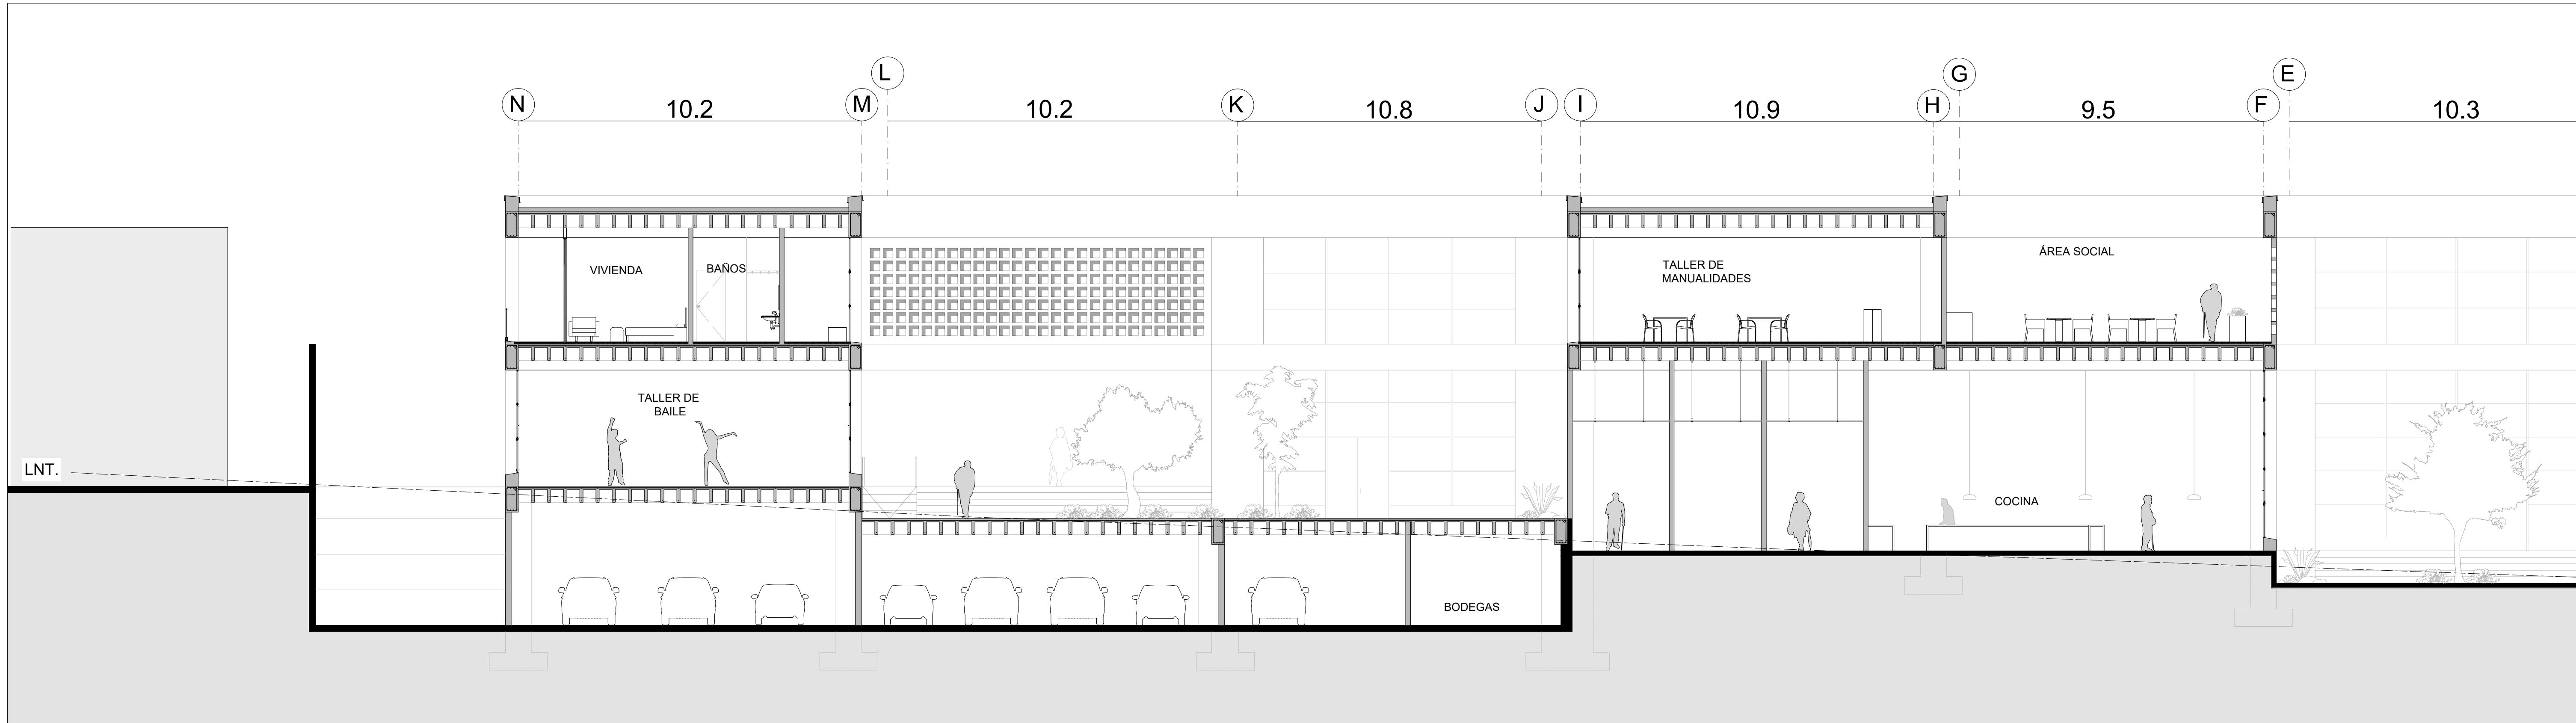 L
G
E
N
10.2
M
10.2
K
10.8
J
I
10.9
H
9.5
F
10.3
VIVIENDA
BAÑOS
TALLER DE
MANUALIDADES
ÁREA SOCIAL
TALLER DE
BAILE
LNT.
COCINA
BODEGAS